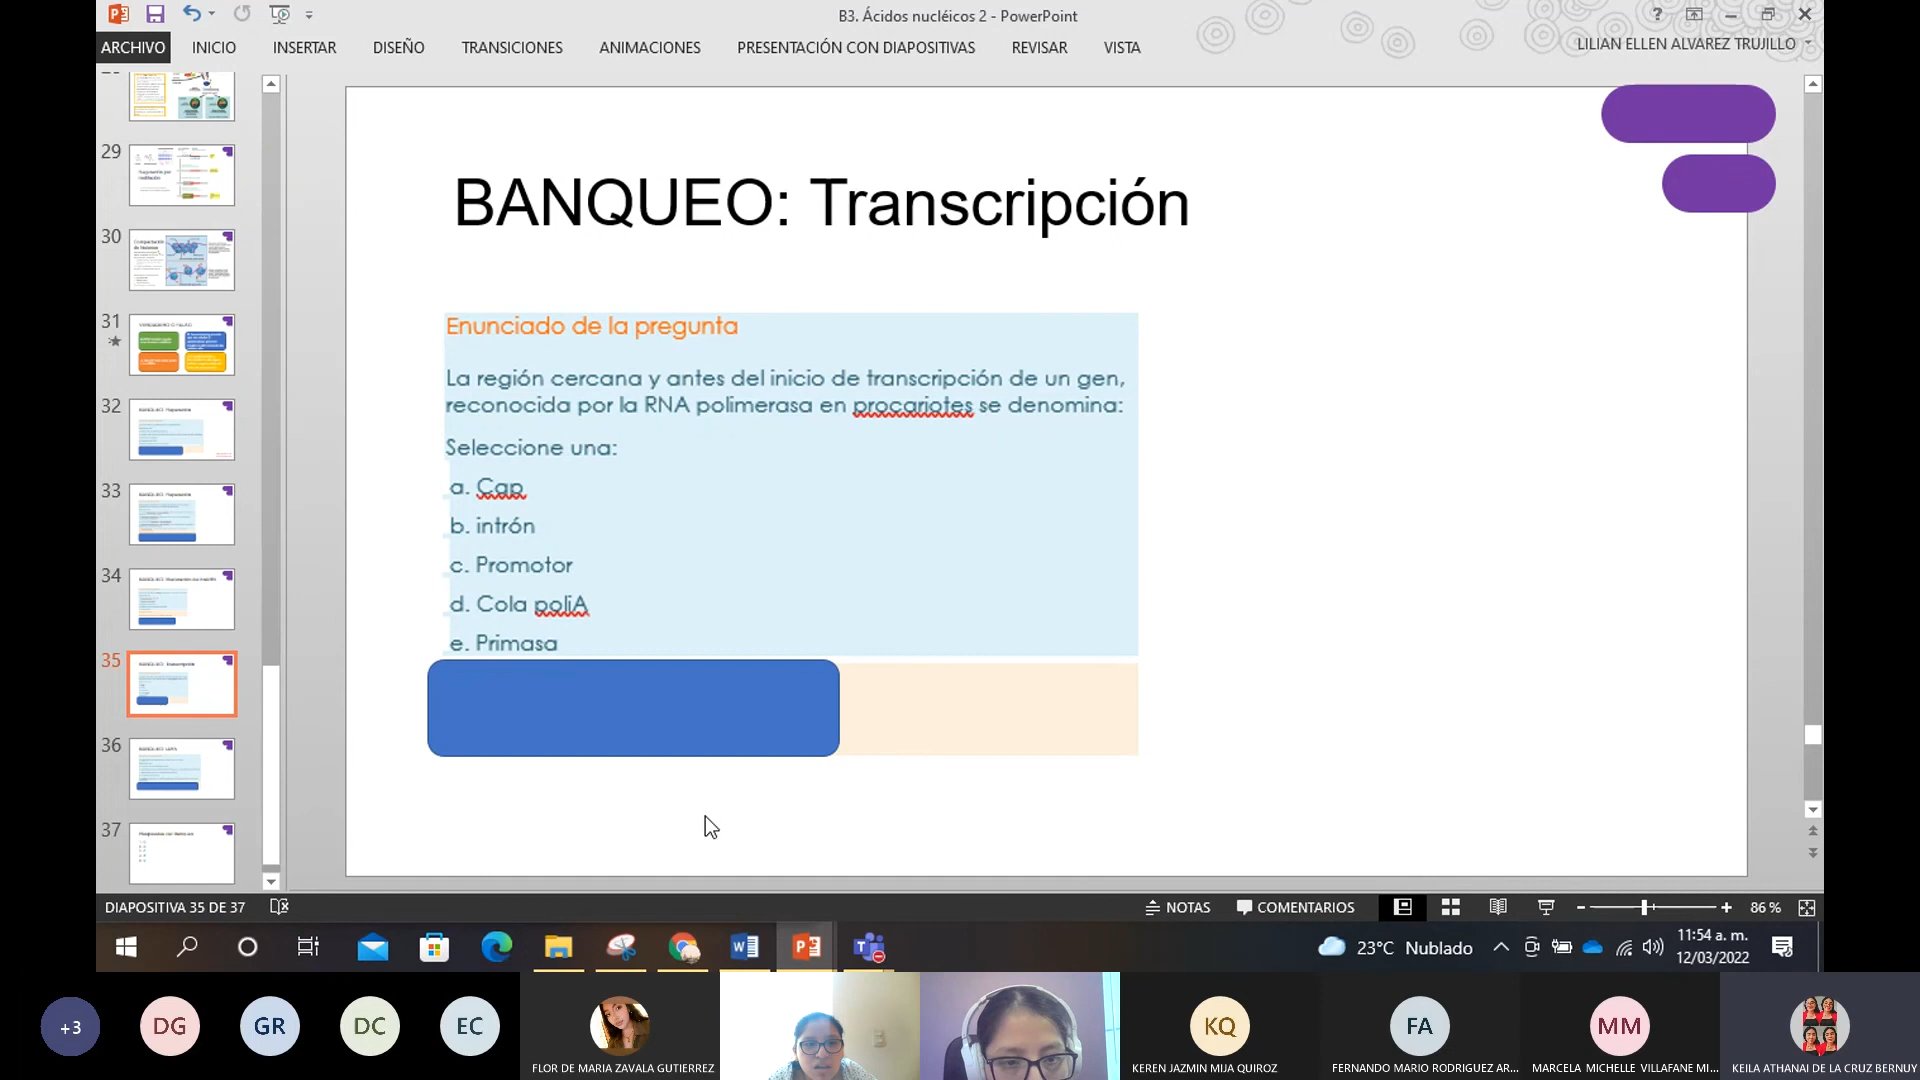 B3. Ácidos nucléicos 2 - PowerPoint
ARCHIVO INICIO INSERTAR DISEÑO TRANSICIONES ANIMACIONES PRESENTACIÓN CON DIAPOSITIVAS REVISAR VISTA
LILIAN ELLEN ALVAREZ TRUJILLO
29
30
31
32
33
34
35
36
37
BANQUEO: Transcripción
Enunciado de la pregunta
La región cercana y antes del inicio de transcripción de un gen,
reconocida por la RNA polimerasa en procariotes se denomina:
Seleccione una:
a. Cap
b. intrón
c. Promotor
d. Cola poliA
e. Primasa
DIAPOSITIVA 35 DE 37
NOTAS COMENTARIOS 86 %
23°C Nublado
11:54 a. m.
12/03/2022
+3
DG
GR
DC
EC
KQ
FA
MM
FLOR DE MARIA ZAVALA GUTIERREZ
KEREN JAZMIN MIJA QUIROZ
FERNANDO MARIO RODRIGUEZ AR...
MARCELA MICHELLE VILLAFANE MI...
KEILA ATHANAI DE LA CRUZ BERNUY